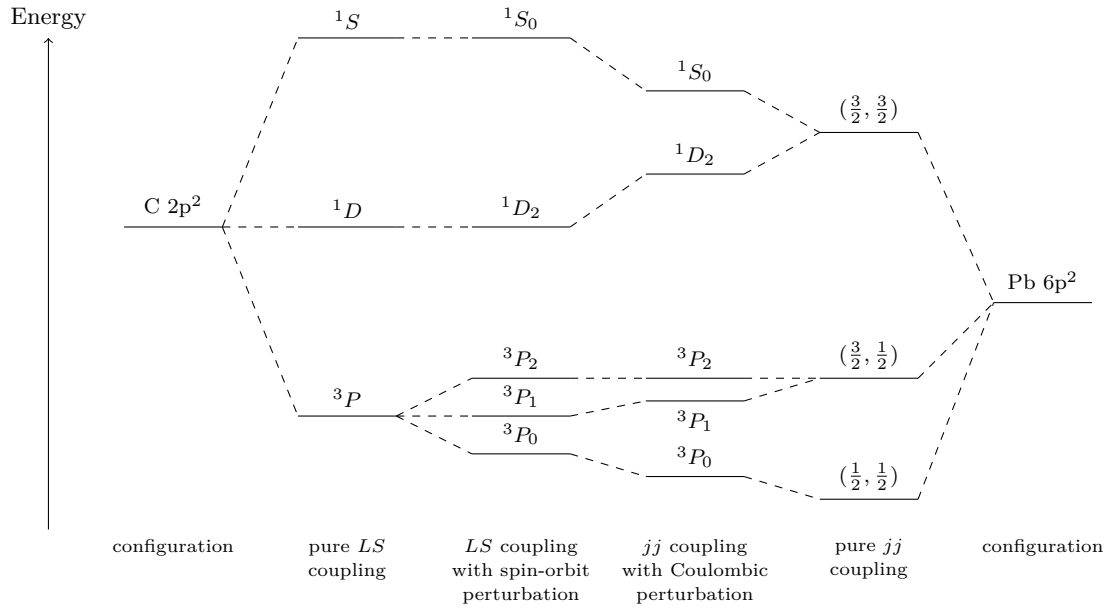 Energy
C 2p²
¹S
¹D
³P
¹S₀
¹D₂
³P₂
³P₁
³P₀
¹S₀
¹D₂
³P₂
³P₁
³P₀
(3/2, 3/2)
(3/2, 1/2)
(1/2, 1/2)
Pb 6p²
configuration
pure LS
coupling
LS coupling
with spin-orbit
perturbation
jj coupling
with Coulombic
perturbation
pure jj
coupling
configuration